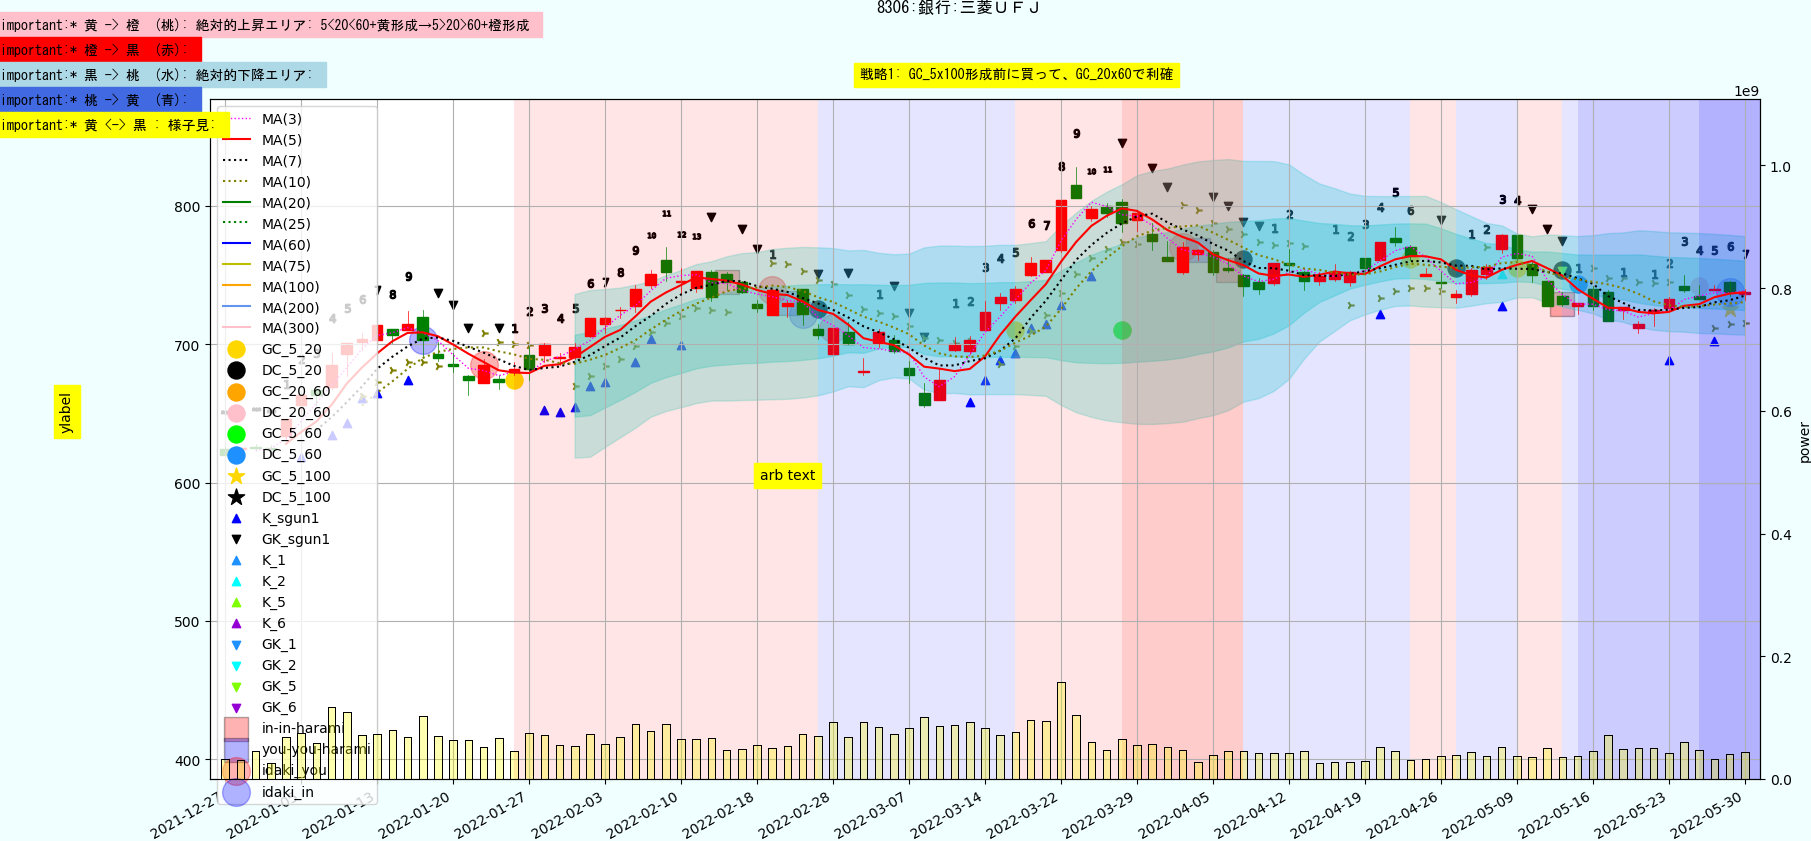 8306:銀行:三菱ＵＦＪ
important:* 黄 -> 橙 (桃): 絶対的上昇エリア: 5<20<60+黄形成→5>20>60+橙形成
important:* 橙 -> 黒 (赤):
important:* 黒 -> 桃 (水): 絶対的下降エリア:
important:* 桃 -> 黄 (青):
important:* 黄 <-> 黒 : 様子見:
戦略1: GC_5x100形成前に買って、GC_20x60で利確
1e9
MA(3)
MA(5)
MA(7)
MA(10)
MA(20)
MA(25)
MA(60)
MA(75)
MA(100)
MA(200)
MA(300)
GC_5_20
DC_5_20
GC_20_60
DC_20_60
GC_5_60
DC_5_60
GC_5_100
DC_5_100
K_sgun1
GK_sgun1
K_1
K_2
K_5
K_6
GK_1
GK_2
GK_5
GK_6
in-in-harami
you-you-harami
idaki_you
idaki_in
800
700
600
500
400
ylabel
arb text
1.0
0.8
0.6
0.4
0.2
0.0
power
2021-12-27
2022-01-13
2022-01-20
2022-01-27
2022-02-03
2022-02-10
2022-02-18
2022-02-28
2022-03-07
2022-03-14
2022-03-22
2022-03-29
2022-04-05
2022-04-12
2022-04-19
2022-04-26
2022-05-09
2022-05-16
2022-05-23
2022-05-30